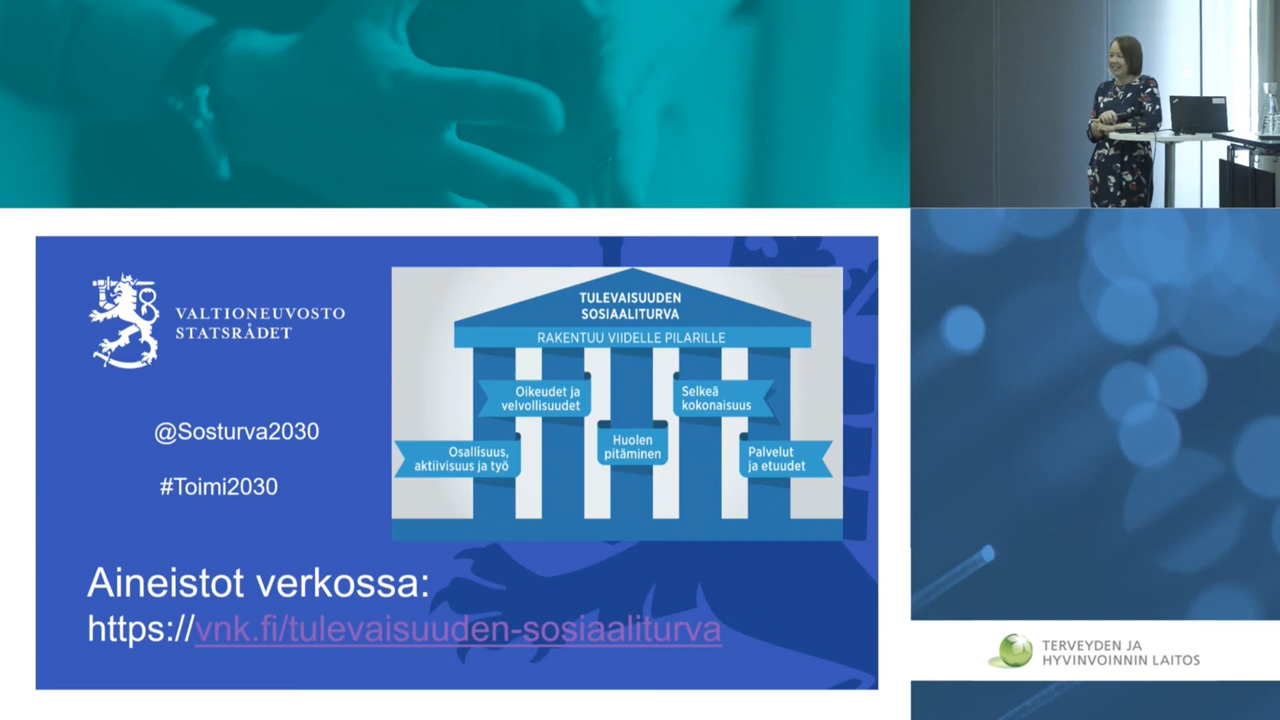 VALTIONEUVOSTO
STATSRÅDET
@Sosturva2030
#Toimi2030
TULEVAISUUDEN
SOSIAALITURVA
RAKENTUU VIIDELLE PILARILLE
Osallisuus,
aktiivisuus ja työ
Oikeudet ja
velvollisuudet
Huolen
pitäminen
Selkeä
kokonaisuus
Palvelut
ja etuudet
Aineistot verkossa:
https://vnk.fi/tulevaisuuden-sosiaaliturva
TERVEYDEN JA
HYVINVOINNIN LAITOS